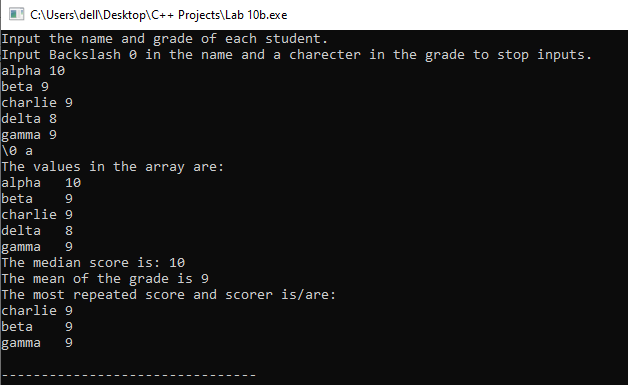 C:\Users\dell\Desktop\C++ Projects\Lab 10b.exe
Input the name and grade of each student.
Input Backslash 0 in the name and a charecter in the grade to stop inputs.
alpha 10
beta 9
charlie 9
delta 8
gamma 9
\0 a
The values in the array are:
alpha   10
beta    9
charlie 9
delta   8
gamma   9
The median score is: 10
The mean of the grade is 9
The most repeated score and scorer is/are:
charlie 9
beta    9
gamma   9
--------------------------------